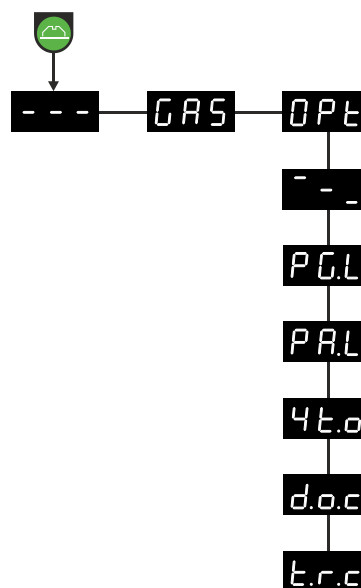 - - - GAS OPt
¯ - _
PG.L
PA.L
4t.o
d.o.c
t.r.c